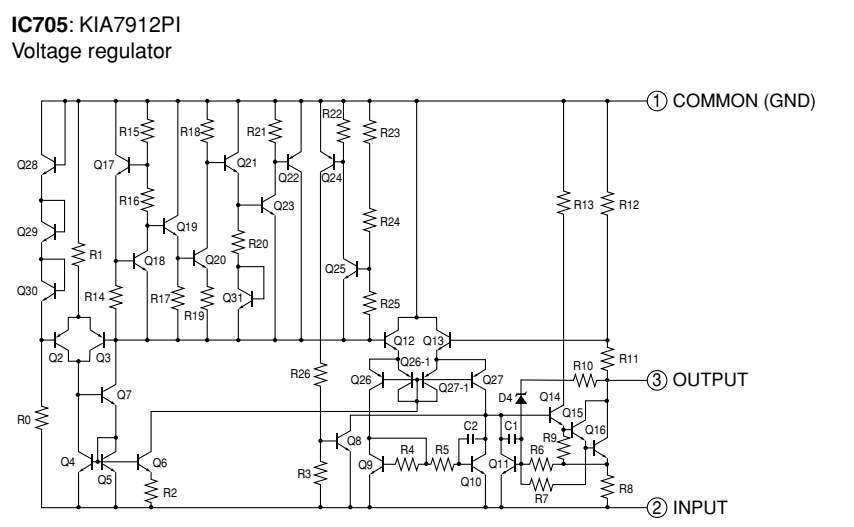 IC705: KIA7912PI
Voltage regulator
① COMMON (GND)
R15 R18 R21 R22 R23
Q28 Q17 Q21 Q22 Q24
R16 Q23 R13 R12
Q29 Q19 R24
R1 Q18 Q20 R20 Q25
Q30 R14 R17 R19 Q31 R25
Q2 Q3 Q12 Q13
R11
Q26-1
R26 Q26 Q27-1 Q27 R10
③ OUTPUT
Q7 D4 Q14
Q15
R0 C2 C1 Q16
Q8 R9
Q4 Q5 Q6 R4 R5 R6
R3 Q9 Q10 Q11
R2 R7 R8
② INPUT